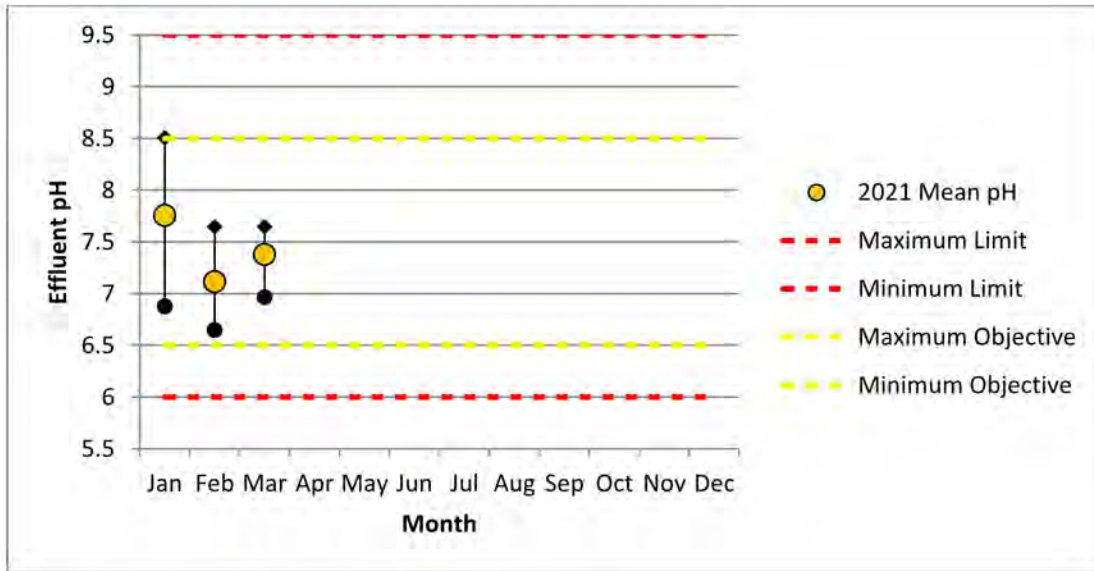 9.5
9
8.5
8
7.5
7
6.5
6
5.5
Effluent pH
Jan Feb Mar Apr May Jun Jul Aug Sep Oct Nov Dec
Month
2021 Mean pH
Maximum Limit
Minimum Limit
Maximum Objective
Minimum Objective